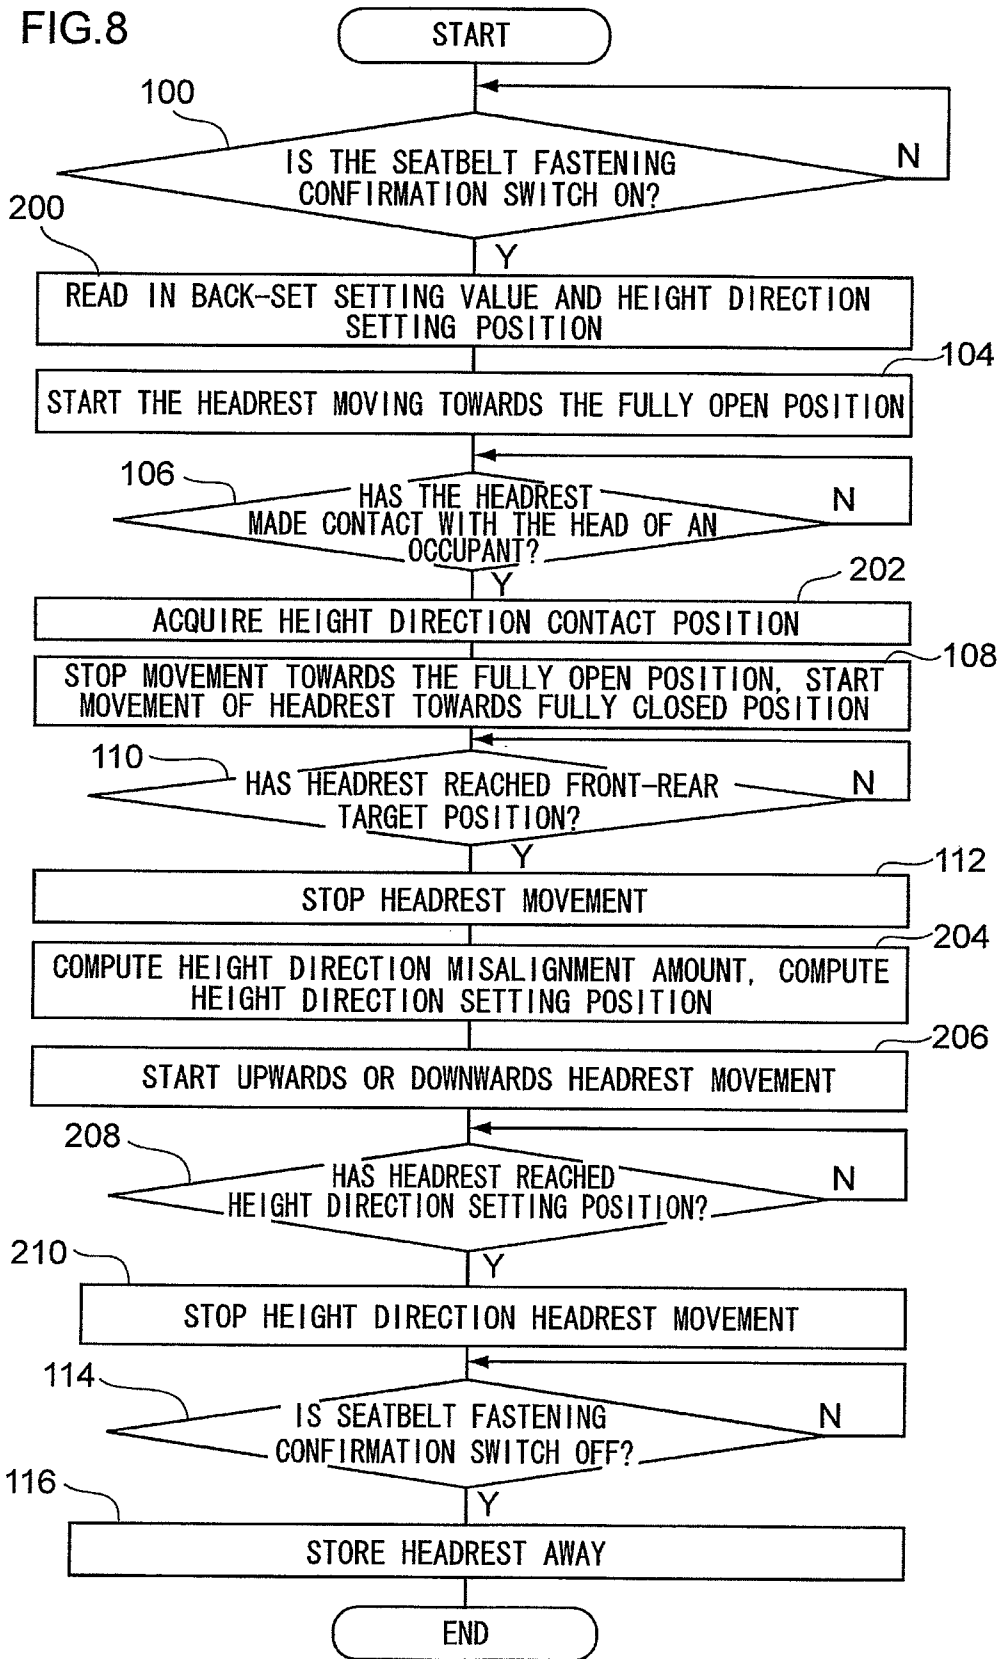 FIG.8
START
100
IS THE SEATBELT FASTENING
CONFIRMATION SWITCH ON?
N
200
Y
READ IN BACK-SET SETTING VALUE AND HEIGHT DIRECTION
SETTING POSITION
104
START THE HEADREST MOVING TOWARDS THE FULLY OPEN POSITION
106
HAS THE HEADREST
MADE CONTACT WITH THE HEAD OF AN
OCCUPANT?
N
Y
202
ACQUIRE HEIGHT DIRECTION CONTACT POSITION
108
STOP MOVEMENT TOWARDS THE FULLY OPEN POSITION, START
MOVEMENT OF HEADREST TOWARDS FULLY CLOSED POSITION
110
HAS HEADREST REACHED FRONT-REAR
TARGET POSITION?
N
Y
112
STOP HEADREST MOVEMENT
204
COMPUTE HEIGHT DIRECTION MISALIGNMENT AMOUNT, COMPUTE
HEIGHT DIRECTION SETTING POSITION
206
START UPWARDS OR DOWNWARDS HEADREST MOVEMENT
208
HAS HEADREST REACHED
HEIGHT DIRECTION SETTING POSITION?
N
210
Y
STOP HEIGHT DIRECTION HEADREST MOVEMENT
114
IS SEATBELT FASTENING
CONFIRMATION SWITCH OFF?
N
116
Y
STORE HEADREST AWAY
END